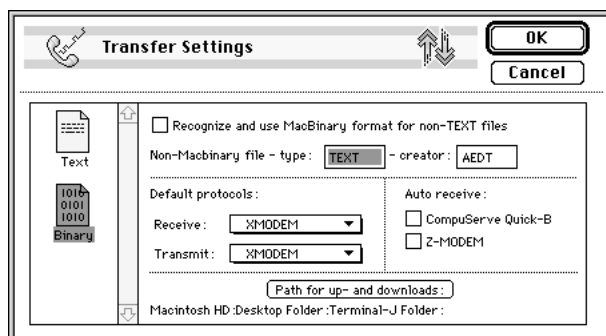 Transfer Settings
OK
Cancel
Text
1010
0101
1010
Binary
Recognize and use MacBinary format for non-TEXT files
Non-Macbinary file - type: TEXT - creator: AEDT
Default protocols:
Receive: XMODEM
Transmit: XMODEM
Auto receive:
CompuServe Quick-B
Z-MODEM
Path for up- and downloads:
Macintosh HD:Desktop Folder:Terminal-J Folder: